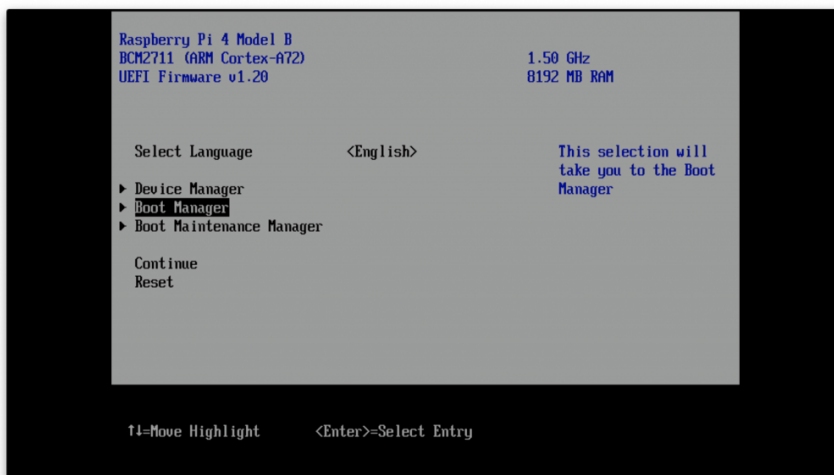 Raspberry Pi 4 Model B
BCM2711 (ARM Cortex-A72) 1.50 GHz
UEFI Firmware v1.20 8192 MB RAM
Select Language <English> This selection will
take you to the Boot
▶ Device Manager Manager
▶ Boot Manager
▶ Boot Maintenance Manager
Continue
Reset
↑↓=Move Highlight <Enter>=Select Entry